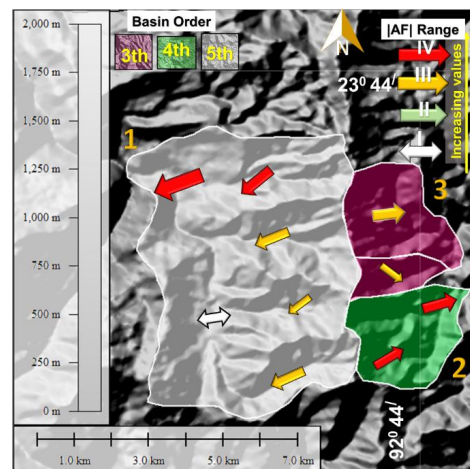 2,000 m
1,750 m
1,500 m
1,250 m
1,000 m
750 m
500 m
250 m
0 m
Basin Order
3th
4th
5th
N
|AF| Range
IV
III
II
I
Increasing values
23⁰ 44/
92⁰ 44/
1
3
2
1.0 km
3.0 km
5.0 km
7.0 km